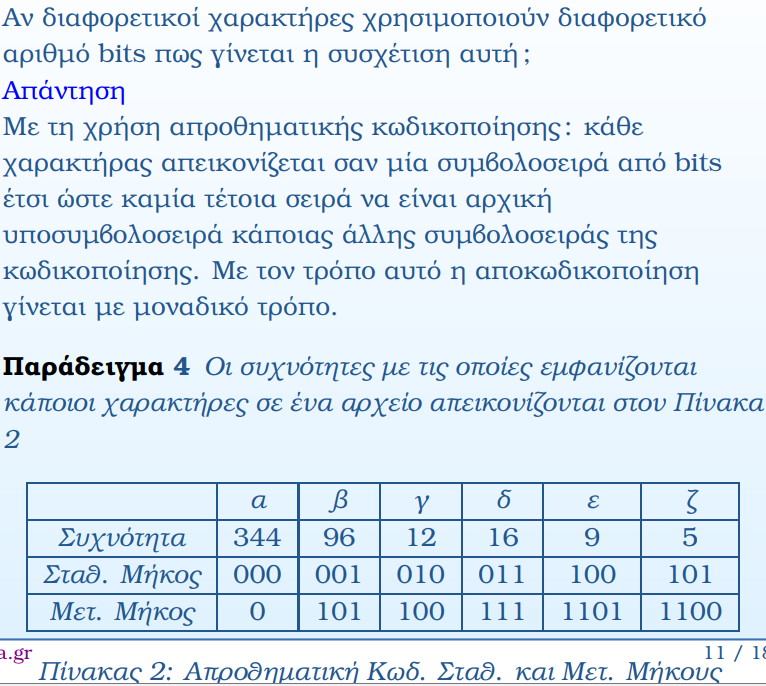 Αν διαφορετικοί χαρακτήρες χρησιμοποιούν διαφορετικό
αριθμό bits πως γίνεται η συσχέτιση αυτή;
Απάντηση
Με τη χρήση απροθηματικής κωδικοποίησης: κάθε
χαρακτήρας απεικονίζεται σαν μία συμβολοσειρά από bits
έτσι ώστε καμία τέτοια σειρά να είναι αρχική
υποσυμβολοσειρά κάποιας άλλης συμβολοσειράς της
κωδικοποίησης. Με τον τρόπο αυτό η αποκωδικοποίηση
γίνεται με μοναδικό τρόπο.
Παράδειγμα 4 Οι συχνότητες με τις οποίες εμφανίζονται
κάποιοι χαρακτήρες σε ένα αρχείο απεικονίζονται στον Πίνακα
2
α β γ δ ε ζ
Συχνότητα 344 96 12 16 9 5
Σταθ. Μήκος 000 001 010 011 100 101
Μετ. Μήκος 0 101 100 111 1101 1100
a.gr 11 / 18
Πίνακας 2: Απροθηματική Κωδ. Σταθ. και Μετ. Μήκους